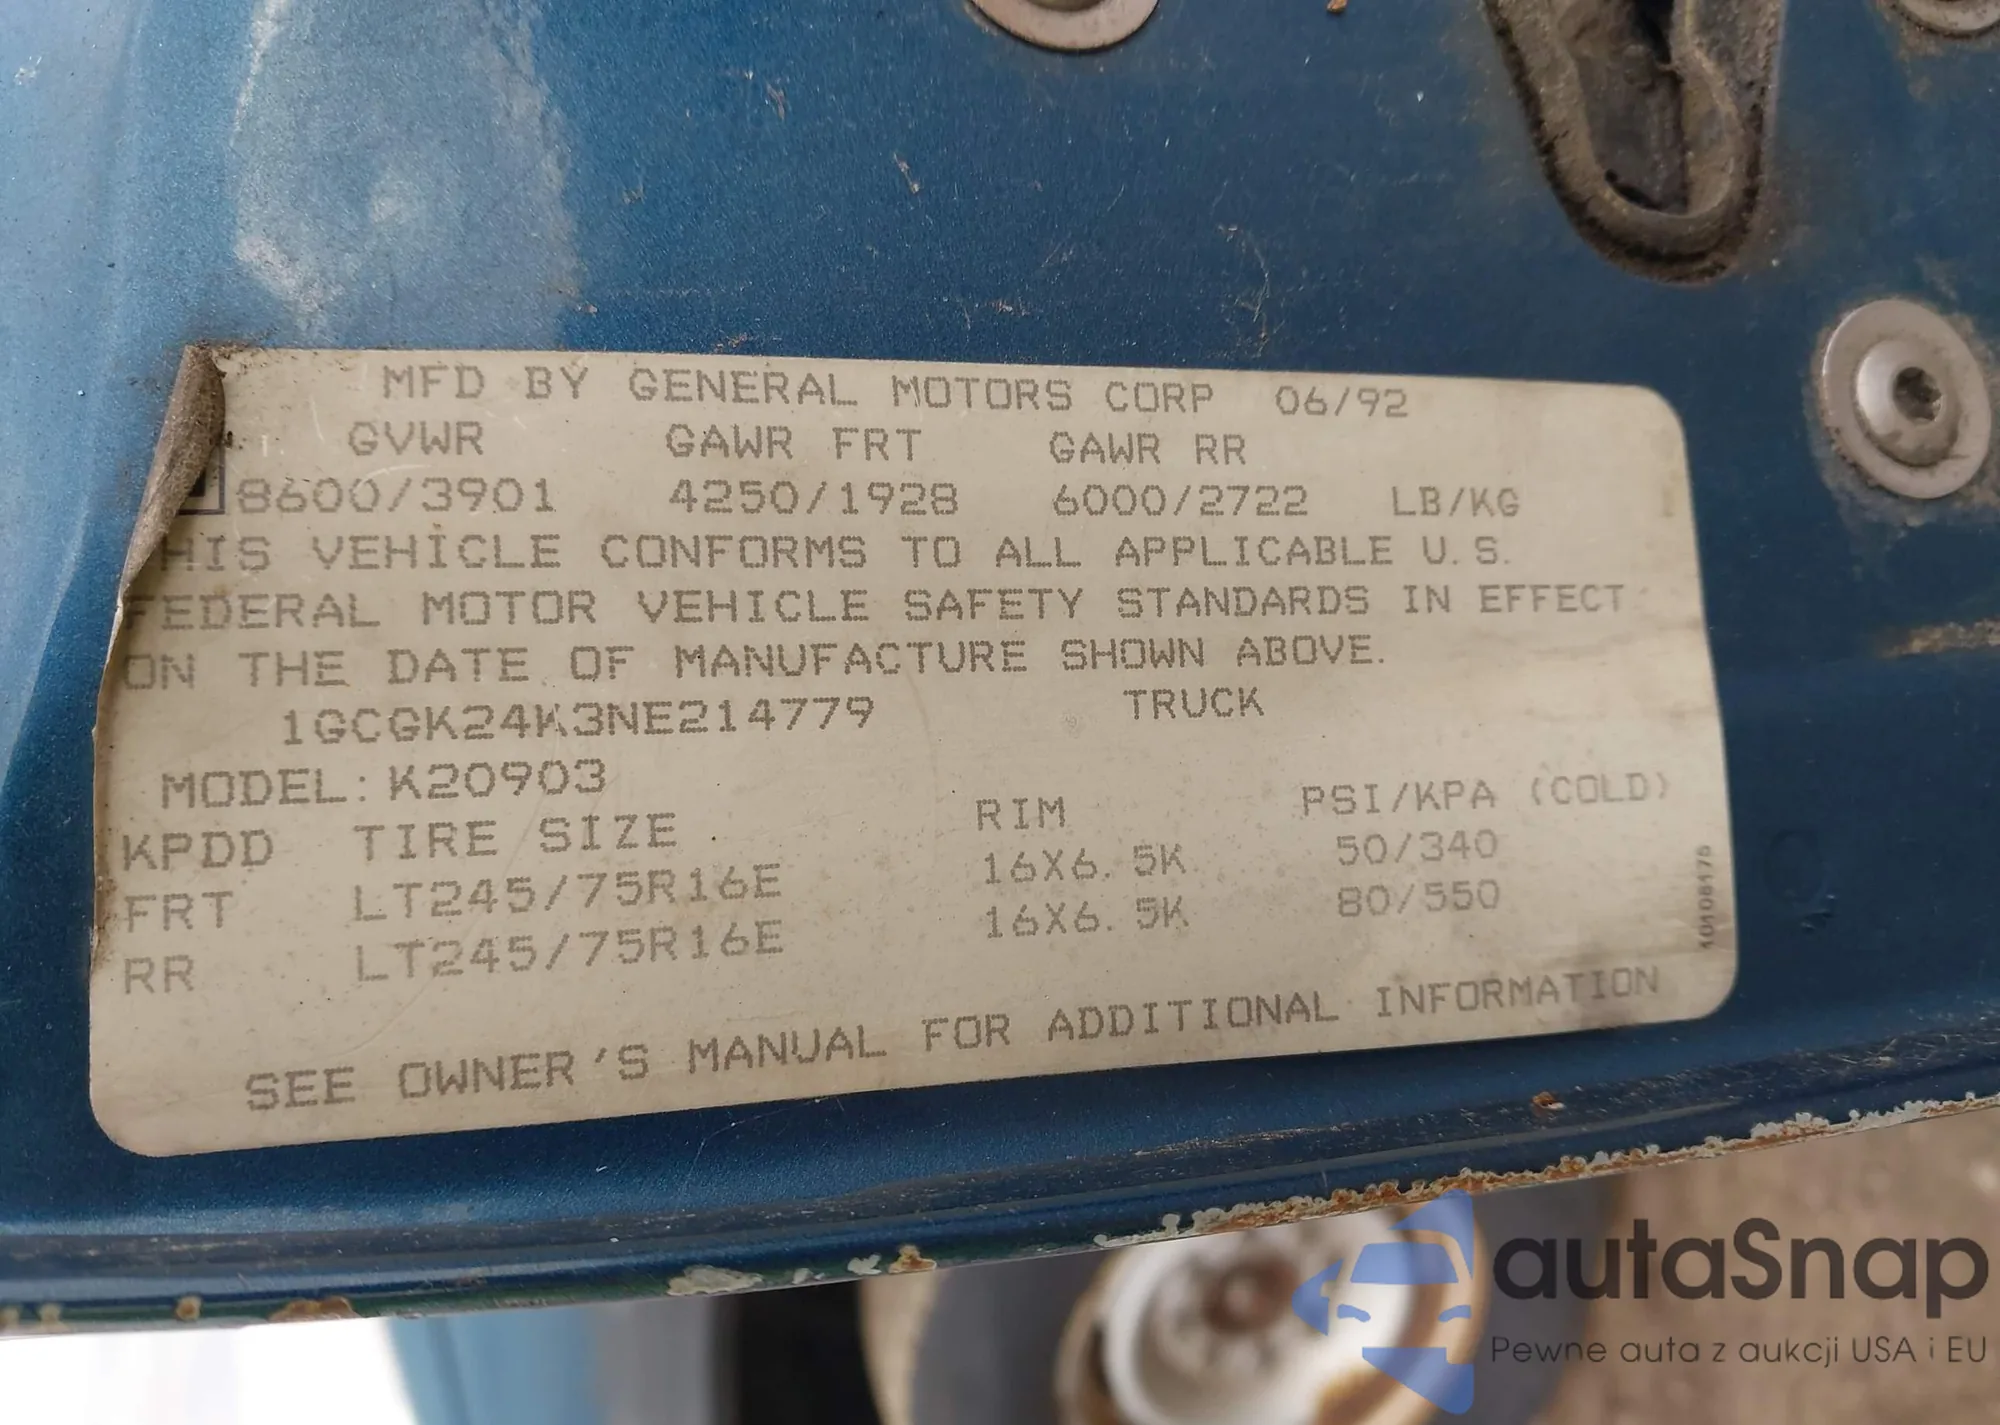 MFD BY GENERAL MOTORS CORP 06/92
GVWR GAWR FRT GAWR RR
8600/3901 4250/1928 6000/2722 LB/KG
HIS VEHICLE CONFORMS TO ALL APPLICABLE U.S.
FEDERAL MOTOR VEHICLE SAFETY STANDARDS IN EFFECT
ON THE DATE OF MANUFACTURE SHOWN ABOVE.
1GCGK24K3NE214779 TRUCK
MODEL: K20903
KPDD TIRE SIZE RIM PSI/KPA (COLD)
FRT LT245/75R16E 16X6.5K 50/340
RR LT245/75R16E 16X6.5K 80/550
SEE OWNER'S MANUAL FOR ADDITIONAL INFORMATION
10106175
autaSnap
Pewne auta z aukcji USA i EU